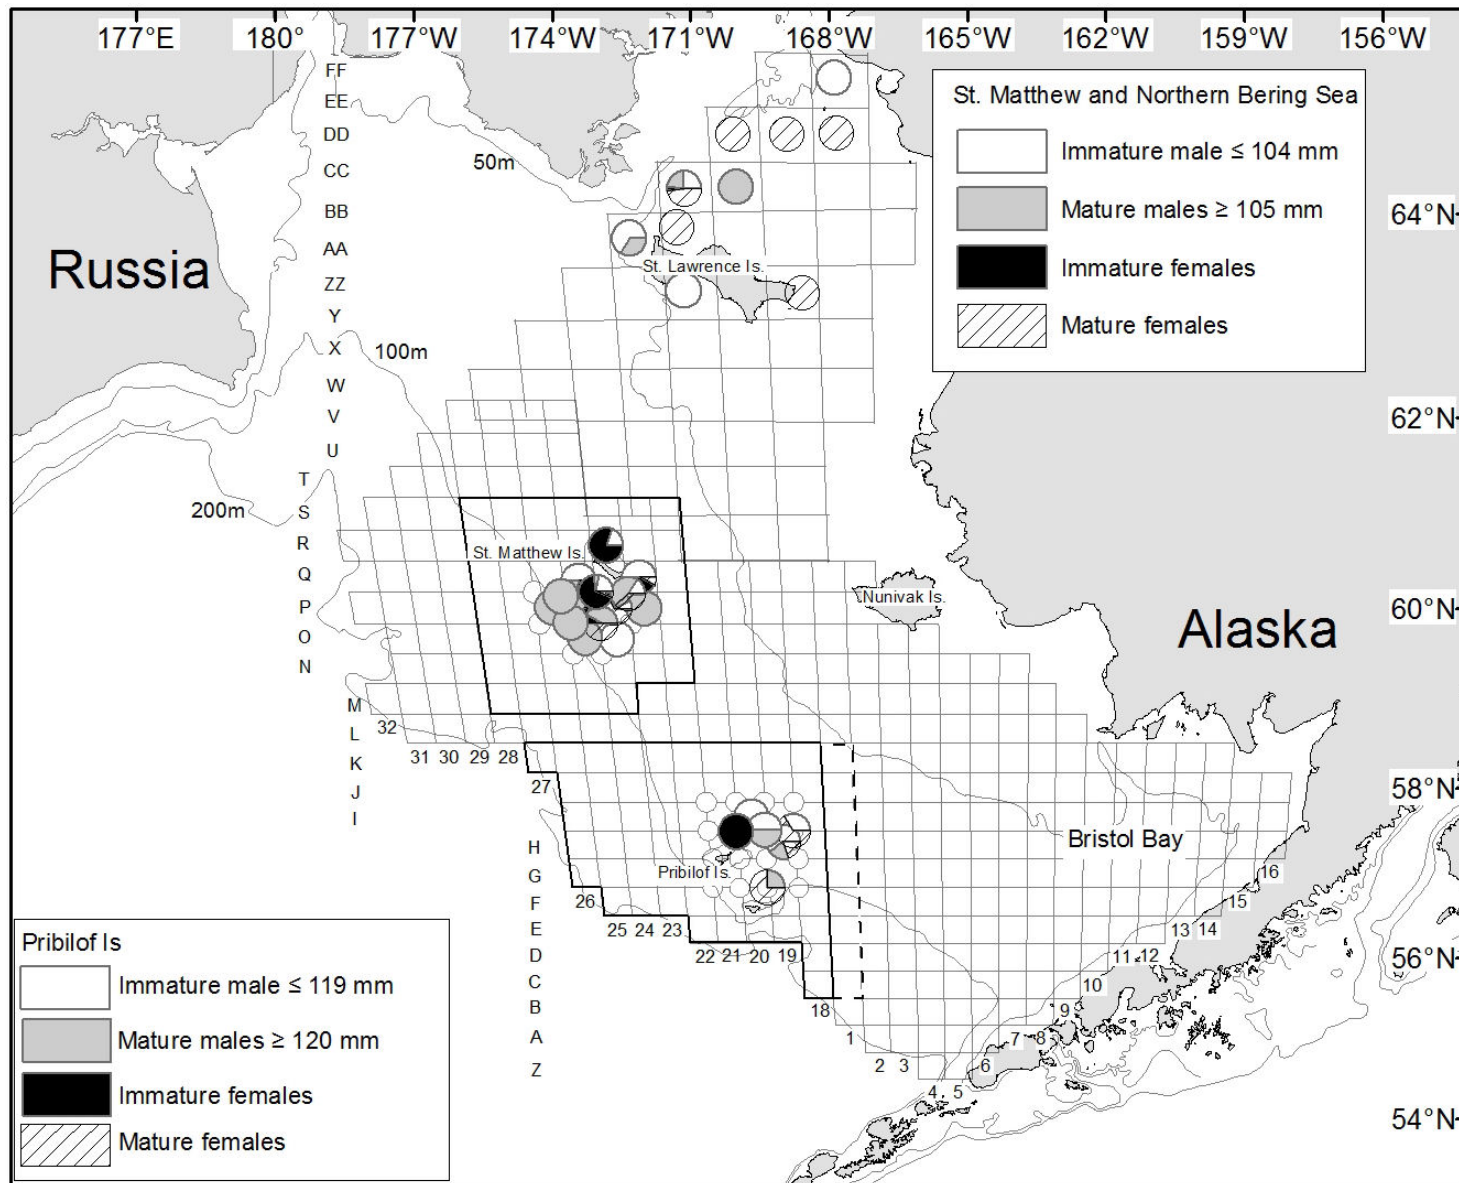 177°E 180° 177°W 174°W 171°W 168°W 165°W 162°W 159°W 156°W
FF
EE
DD
CC
BB
AA
ZZ
Y
X
W
V
U
T
S
R
Q
P
O
N
M
L
K
J
I
H
G
F
E
D
C
B
A
Z
50m
100m
200m
Russia
Alaska
St. Lawrence Is.
St. Matthew Is.
Nunivak Is.
Pribilof Is.
Bristol Bay
64°N
62°N
60°N
58°N
56°N
54°N
32
31 30 29 28
27
26
25 24 23
22 21 20 19
18
1
2 3
4 5
6
7 8
9
10
11 12
13 14
15
16
St. Matthew and Northern Bering Sea
Immature male ≤ 104 mm
Mature males ≥ 105 mm
Immature females
Mature females
Pribilof Is
Immature male ≤ 119 mm
Mature males ≥ 120 mm
Immature females
Mature females